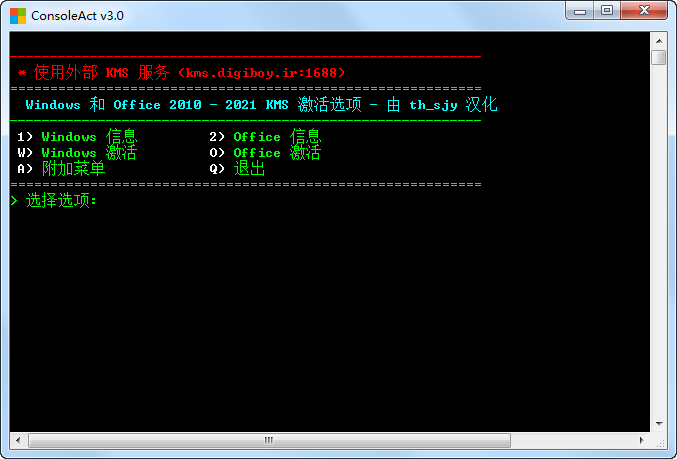 ConsoleAct v3.0
* 使用外部 KMS 服务 (kms.digiboy.ir:1688)
Windows 和 Office 2010 - 2021 KMS 激活选项 - 由 th_sjy 汉化
1) Windows 信息 2) Office 信息
W) Windows 激活 O) Office 激活
A) 附加菜单 Q) 退出
> 选择选项: